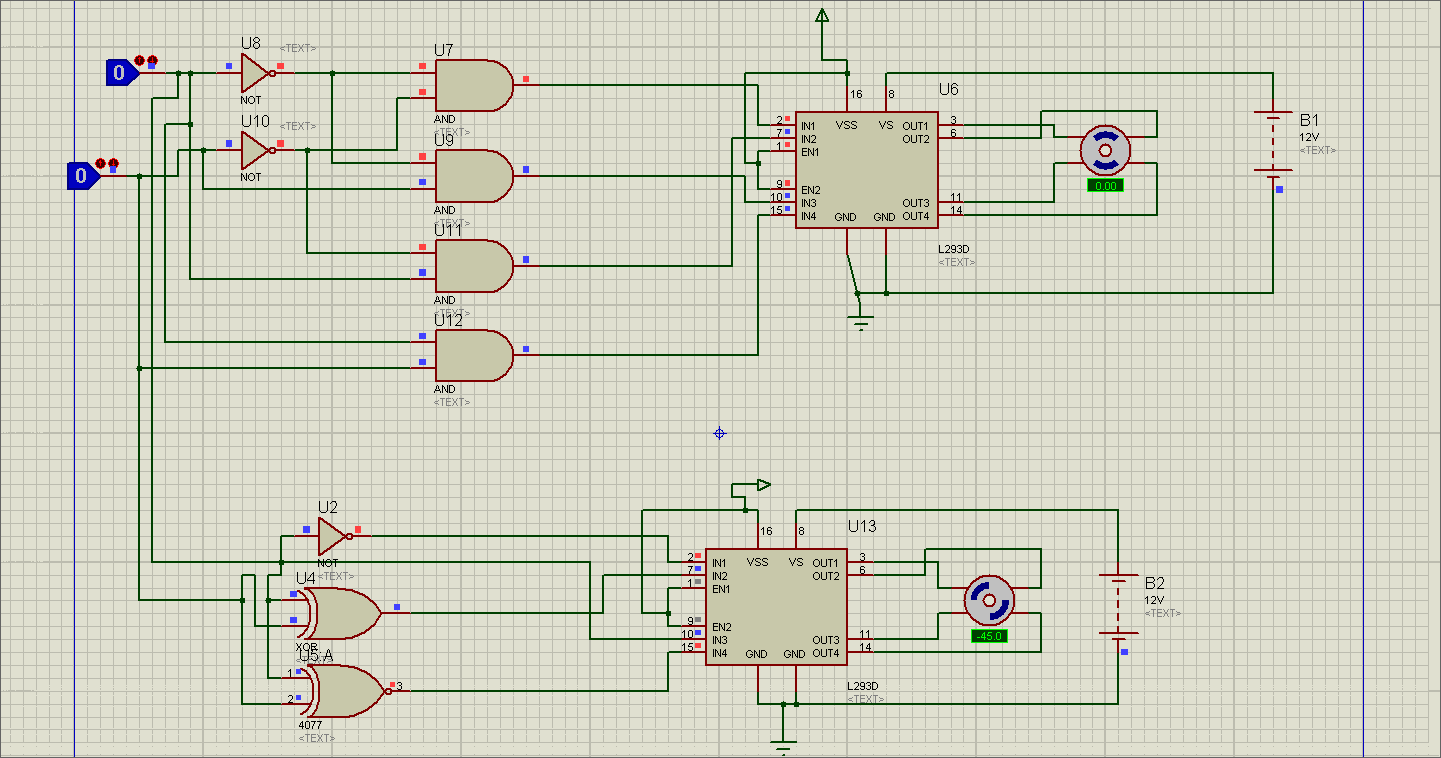 0
0
U8
<TEXT>
NOT
U10
<TEXT>
NOT
U7
AND
<TEXT>
U9
AND
<TEXT>
U11
AND
<TEXT>
U12
AND
<TEXT>
16
8
U6
2
7
1
9
10
15
IN1
IN2
EN1
EN2
IN3
IN4
VSS
VS
OUT1
OUT2
OUT3
OUT4
GND
GND
3
6
11
14
L293D
<TEXT>
0.00
B1
12V
<TEXT>
U2
NOT
<TEXT>
U4
XOR
U5:A
1
2
3
4077
<TEXT>
16
8
U13
2
7
1
9
10
15
IN1
IN2
EN1
EN2
IN3
IN4
VSS
VS
OUT1
OUT2
OUT3
OUT4
GND
GND
3
6
11
14
L293D
<TEXT>
-45.0
B2
12V
<TEXT>